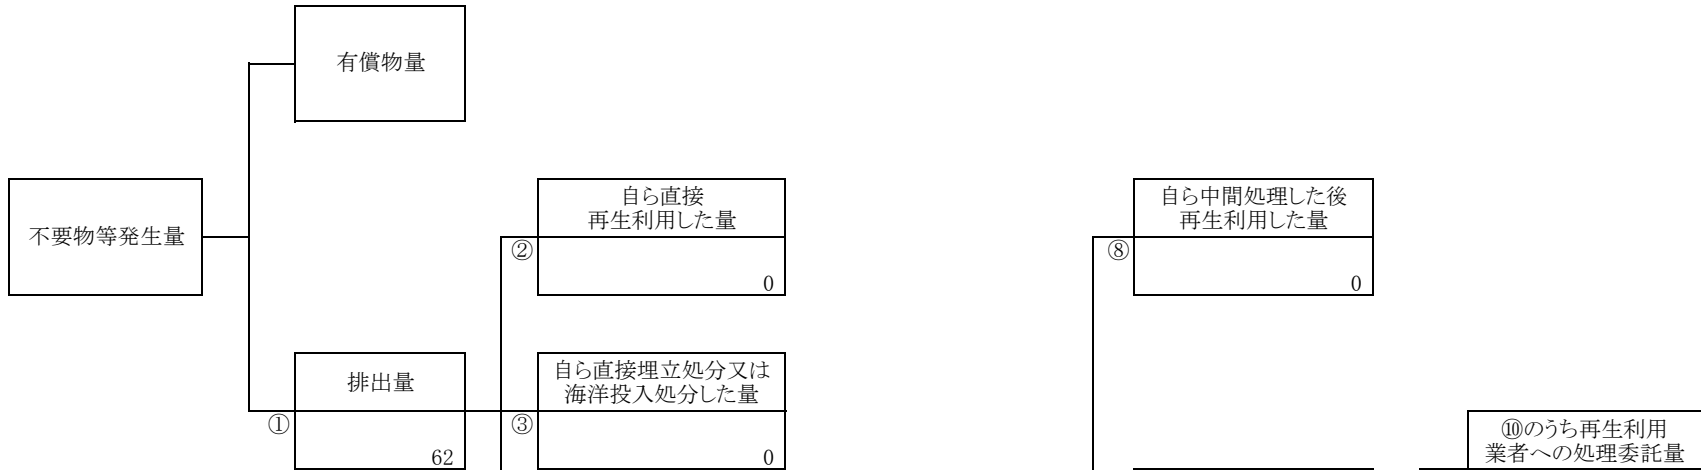 有償物量
不要物等発生量
自ら直接
再生利用した量
②
0
自ら中間処理した後
再生利用した量
⑧
0
排出量
①
62
自ら直接埋立処分又は
海洋投入処分した量
③
0
⑩のうち再生利用
業者への処理委託量